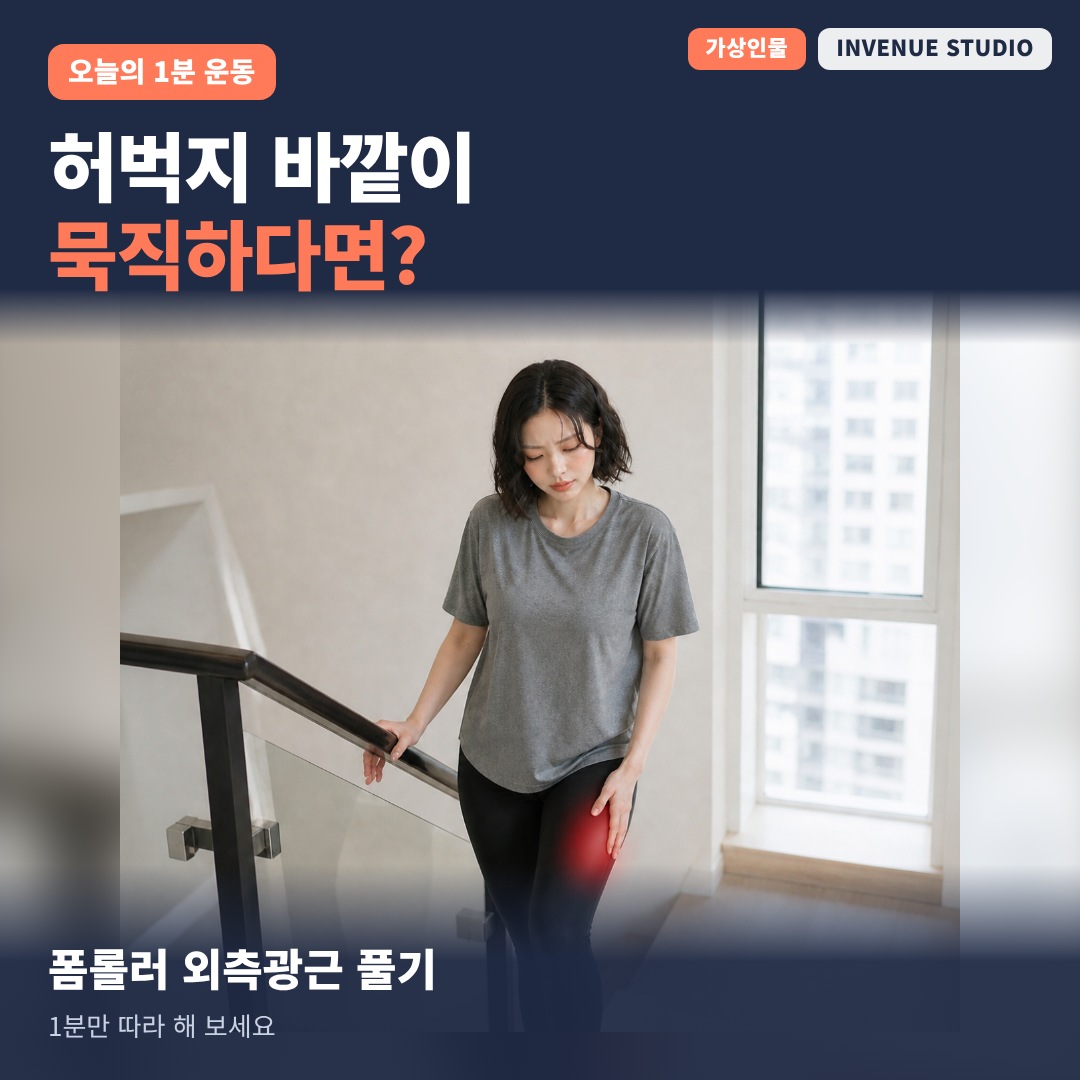 가상인물
INVENUE STUDIO
오늘의 1분 운동
허벅지 바깥이
묵직하다면?
폼롤러 외측광근 풀기
1분만 따라 해 보세요